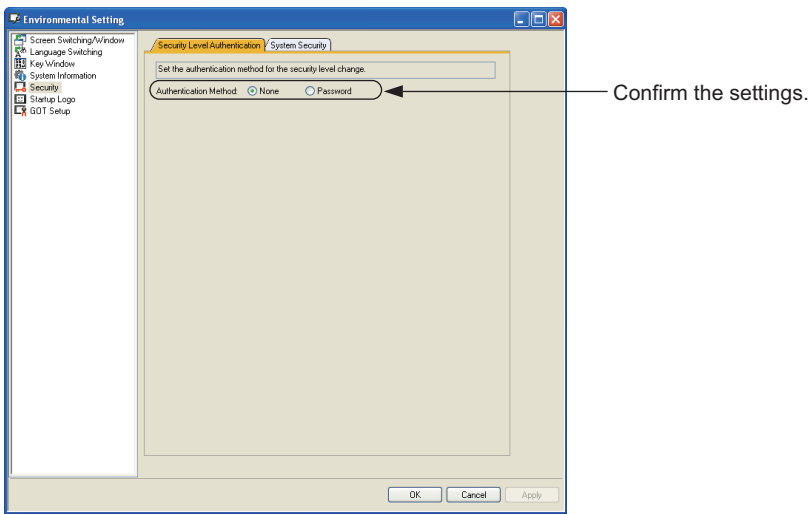 Environmental Setting
Screen Switching/Window
Language Switching
Key Window
System Information
Security
Startup Logo
GOT Setup
Security Level Authentication
System Security
Set the authentication method for the security level change.
Authentication Method: None Password
Confirm the settings.
OK Cancel Apply